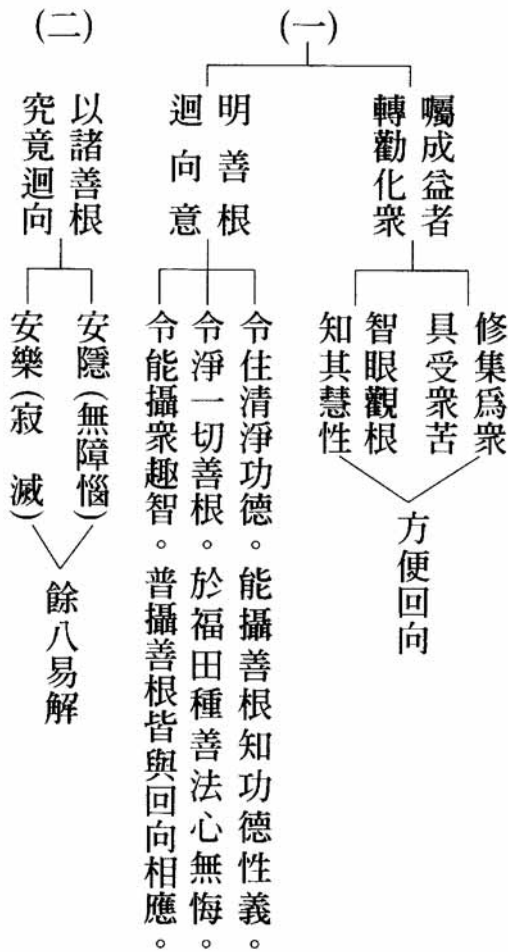 (一)
囑成益者
轉勸化衆
修集爲衆
具受衆苦
智眼觀根
知其慧性
方便回向
明善根
迴向意
令住清淨功德。能攝善根知功德性義。
令淨一切善根。於福田種善法心無悔。
令能攝衆趣智。普攝善根皆與回向相應。
(二)
以諸善根
究竟迴向
安隱(無障惱)
安樂(寂滅)
餘八易解